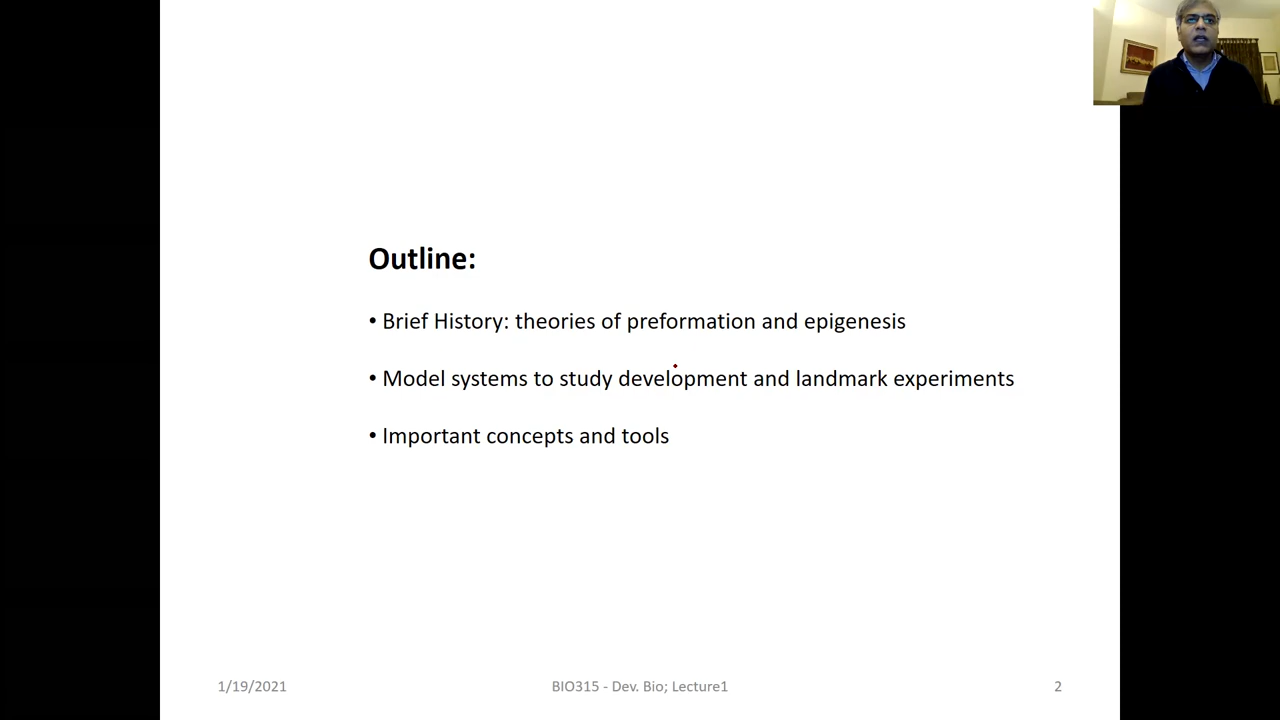 Outline:
• Brief History: theories of preformation and epigenesis
• Model systems to study development and landmark experiments
• Important concepts and tools
1/19/2021
BIO315 - Dev. Bio; Lecture1
2